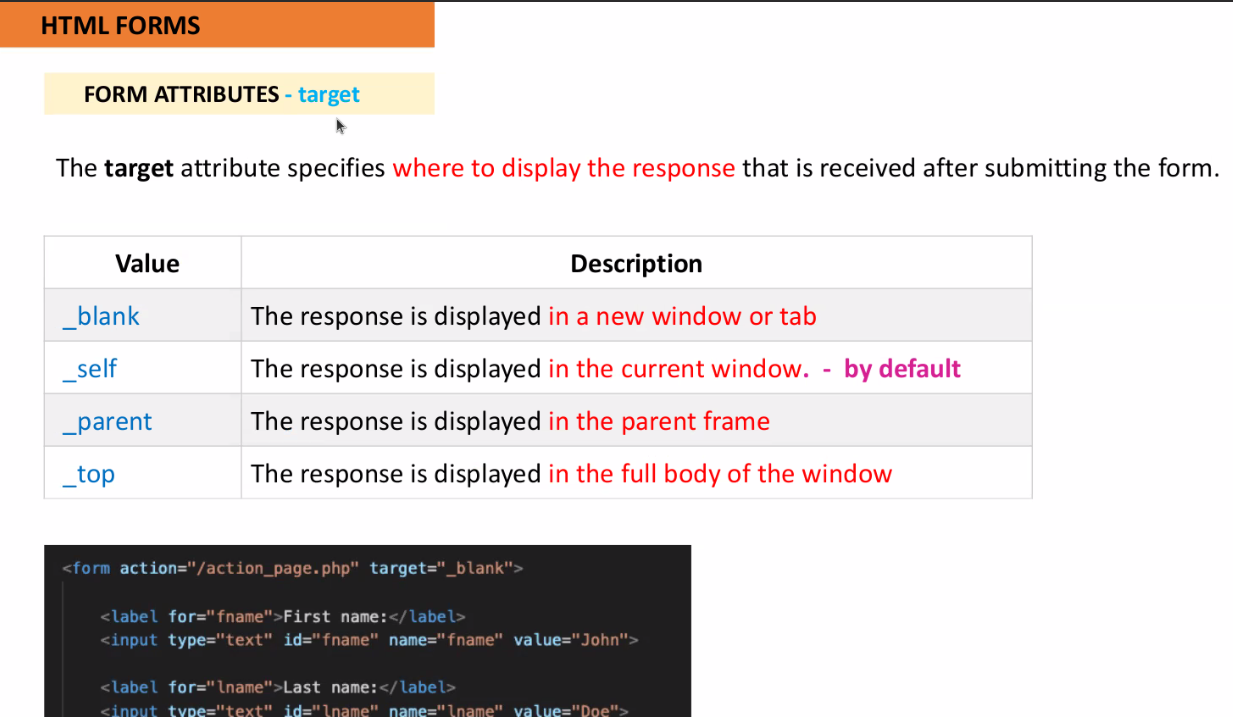 HTML FORMS
FORM ATTRIBUTES - target
The target attribute specifies where to display the response that is received after submitting the form.
Value Description
_blank The response is displayed in a new window or tab
_self The response is displayed in the current window. - by default
_parent The response is displayed in the parent frame
_top The response is displayed in the full body of the window
<form action="/action_page.php" target="_blank">
<label for="fname">First name:</label>
<input type="text" id="fname" name="fname" value="John">
<label for="lname">Last name:</label>
<input type="text" id="lname" name="lname" value="Doe">